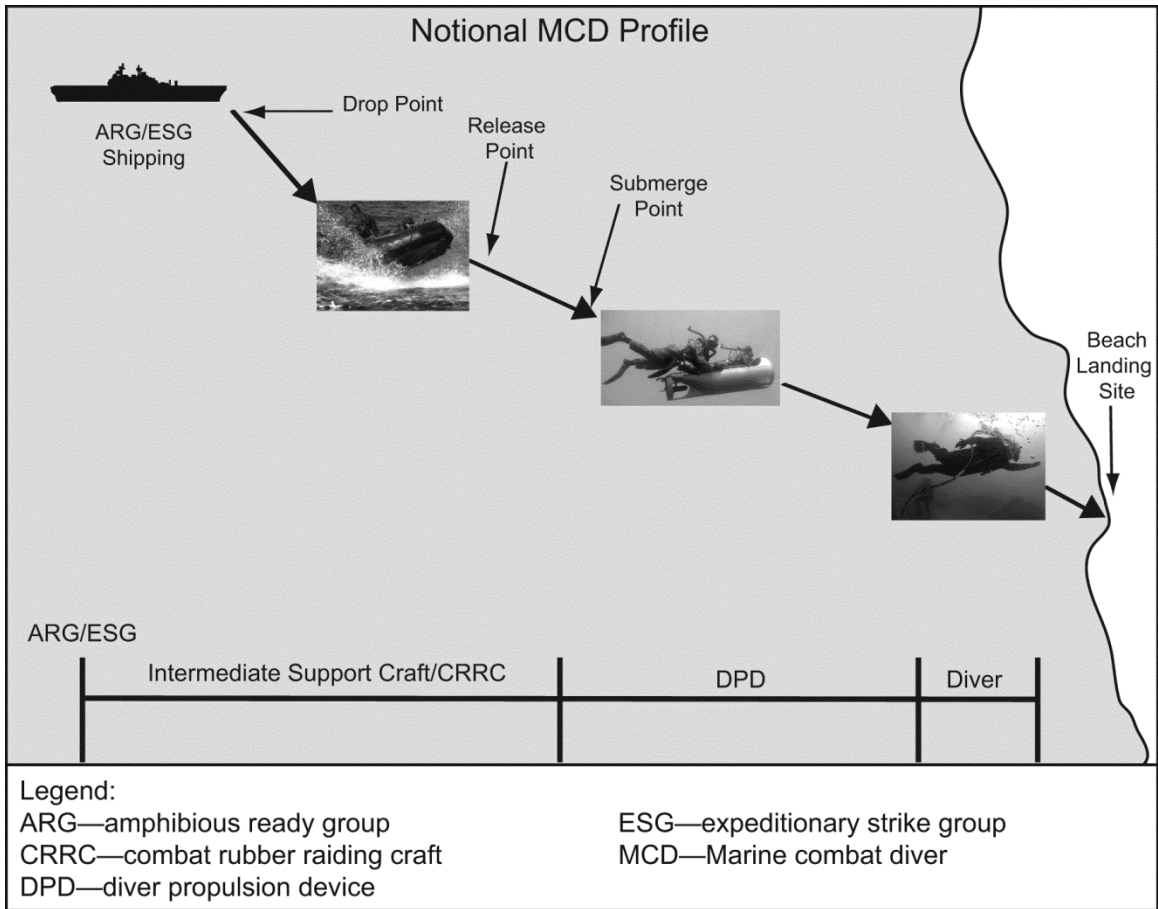 Notional MCD Profile
Drop Point
ARG/ESG
Shipping
Release
Point
Submerge
Point
Beach
Landing
Site
ARG/ESG
Intermediate Support Craft/CRRC
DPD
Diver
Legend:
ARG—amphibious ready group
CRRC—combat rubber raiding craft
DPD—diver propulsion device
ESG—expeditionary strike group
MCD—Marine combat diver